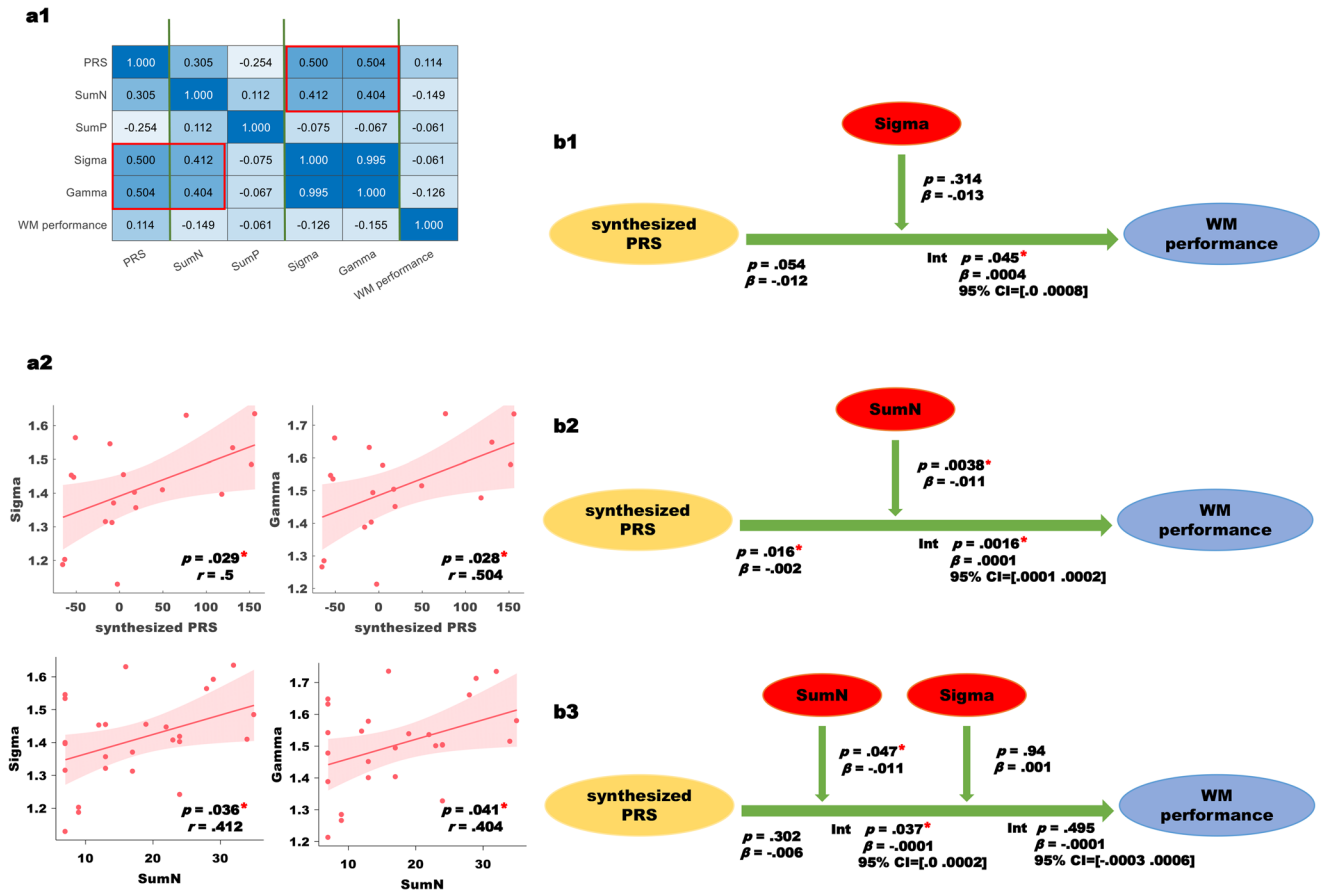 a1
PRS 1.000 0.305 -0.254 0.500 0.504 0.114
SumN 0.305 1.000 0.112 0.412 0.404 -0.149
SumP -0.254 0.112 1.000 -0.075 -0.067 -0.061
Sigma 0.500 0.412 -0.075 1.000 0.995 -0.061
Gamma 0.504 0.404 -0.067 0.995 1.000 -0.126
WM performance 0.114 -0.149 -0.061 -0.126 -0.155 1.000
PRS SumN SumP Sigma Gamma WM performance
a2
Sigma
1.6
1.5
1.4
1.3
1.2
p = .029*
r = .5
-50 0 50 100 150
synthesized PRS
Gamma
1.7
1.6
1.5
1.4
1.3
1.2
p = .028*
r = .504
-50 0 50 100 150
synthesized PRS
Sigma
1.6
1.5
1.4
1.3
1.2
p = .036*
r = .412
10 20 30
SumN
Gamma
1.7
1.6
1.5
1.4
1.3
1.2
p = .041*
r = .404
10 20 30
SumN
b1
Sigma
p = .314
β = -.013
synthesized
PRS
WM
performance
p = .054
β = -.012
Int p = .045*
β = .0004
95% CI=[.0 .0008]
b2
SumN
p = .0038*
β = -.011
synthesized
PRS
WM
performance
p = .016*
β = -.002
Int p = .0016*
β = .0001
95% CI=[.0001 .0002]
b3
SumN
Sigma
p = .047*
β = -.011
p = .94
β = .001
synthesized
PRS
WM
performance
p = .302
β = -.006
Int p = .037*
β = -.0001
95% CI=[.0 .0002]
Int p = .495
β = -.0001
95% CI=[-.0003 .0006]